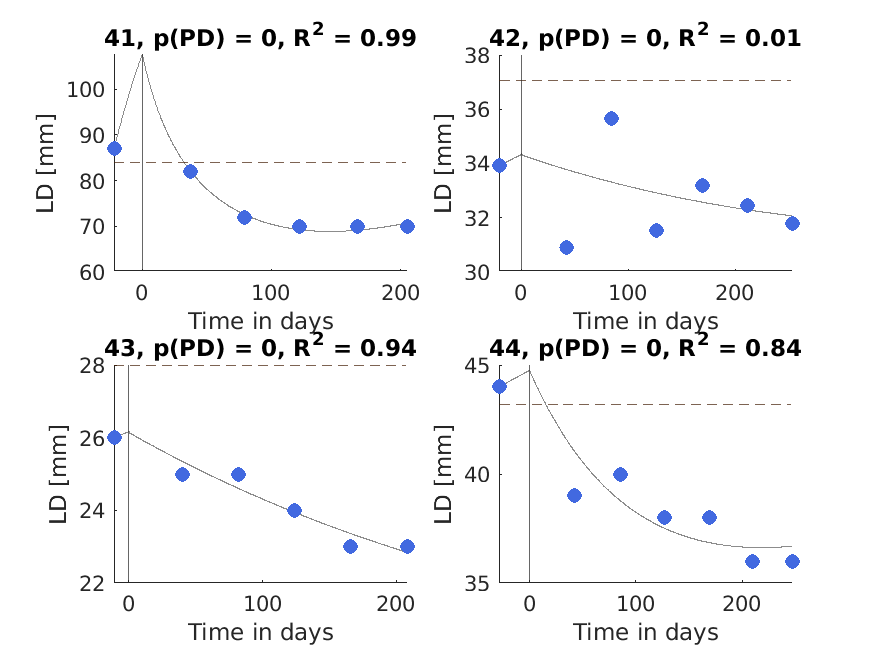 41, p(PD) = 0, R² = 0.99
100
90
80
70
60
LD [mm]
0 100 200
Time in days
42, p(PD) = 0, R² = 0.01
38
36
34
32
30
LD [mm]
0 100 200
Time in days
43, p(PD) = 0, R² = 0.94
28
26
24
22
LD [mm]
0 100 200
Time in days
44, p(PD) = 0, R² = 0.84
45
40
35
LD [mm]
0 100 200
Time in days